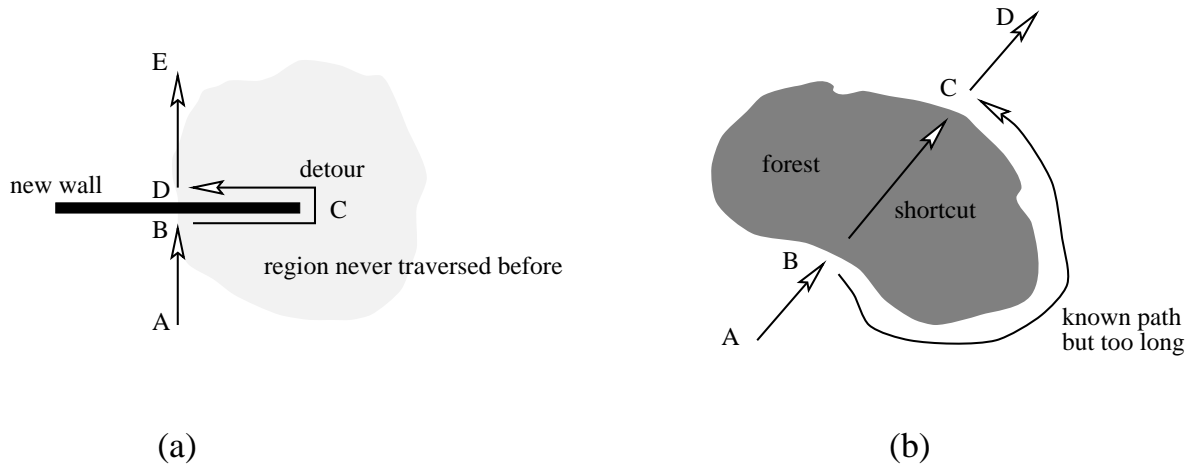 E
detour
new wall
D
C
B
region never traversed before
A
(a)
D
C
forest
shortcut
B
A
known path
but too long
(b)